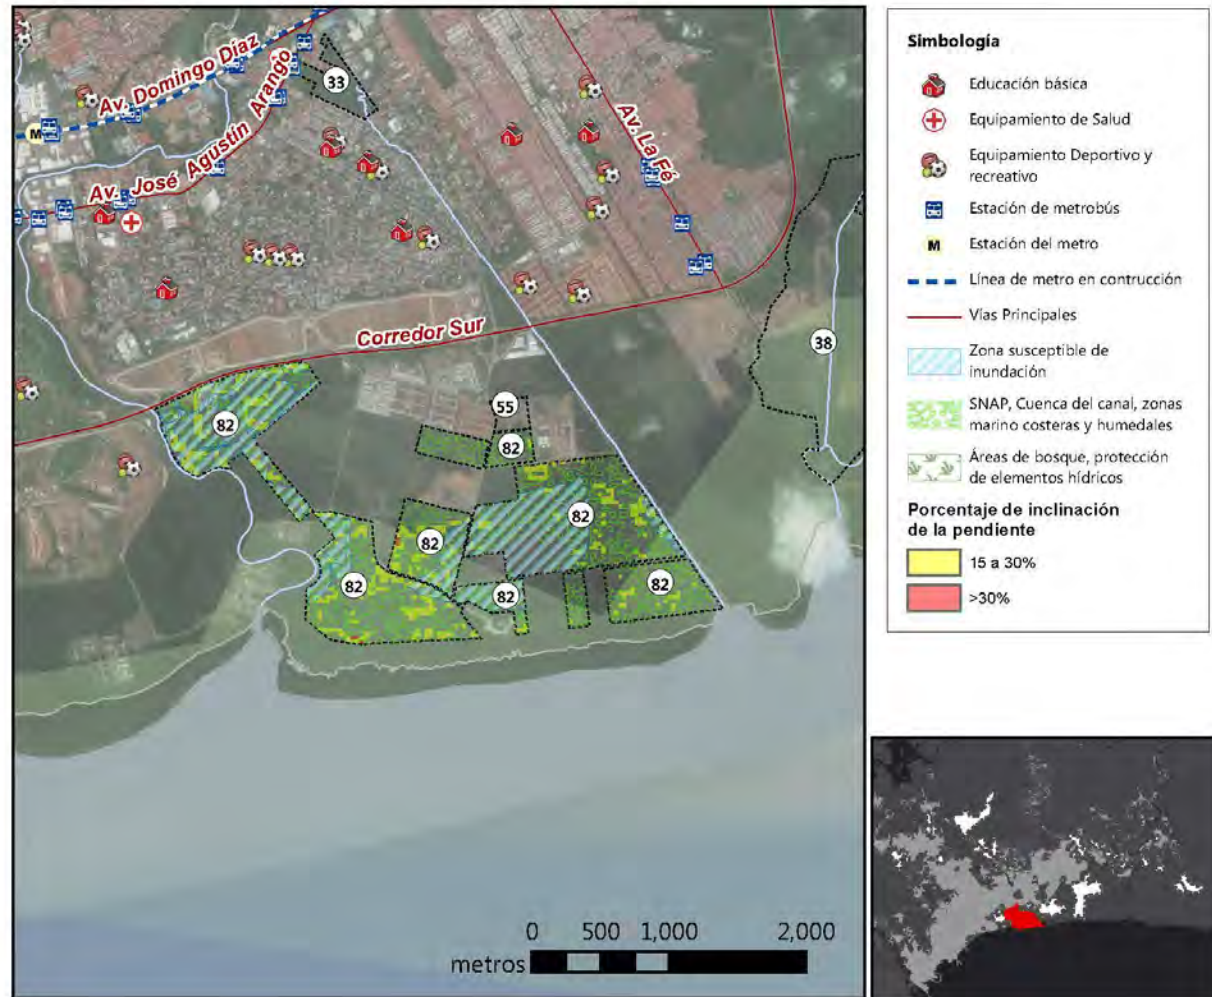 Av. Domingo Díaz
Av. José Agustín Arango
Av. La Fé
Corredor Sur
33
38
M
82
55
82
82
82
82
82
82
0 500 1,000 2,000
metros
Simbología
Educación básica
Equipamiento de Salud
Equipamiento Deportivo y
recreativo
Estación de metrobús
M
Estación del metro
Línea de metro en contrucción
Vías Principales
Zona susceptible de
inundación
SNAP, Cuenca del canal, zonas
marino costeras y humedales
Áreas de bosque, protección
de elementos hídricos
Porcentaje de inclinación
de la pendiente
15 a 30%
>30%